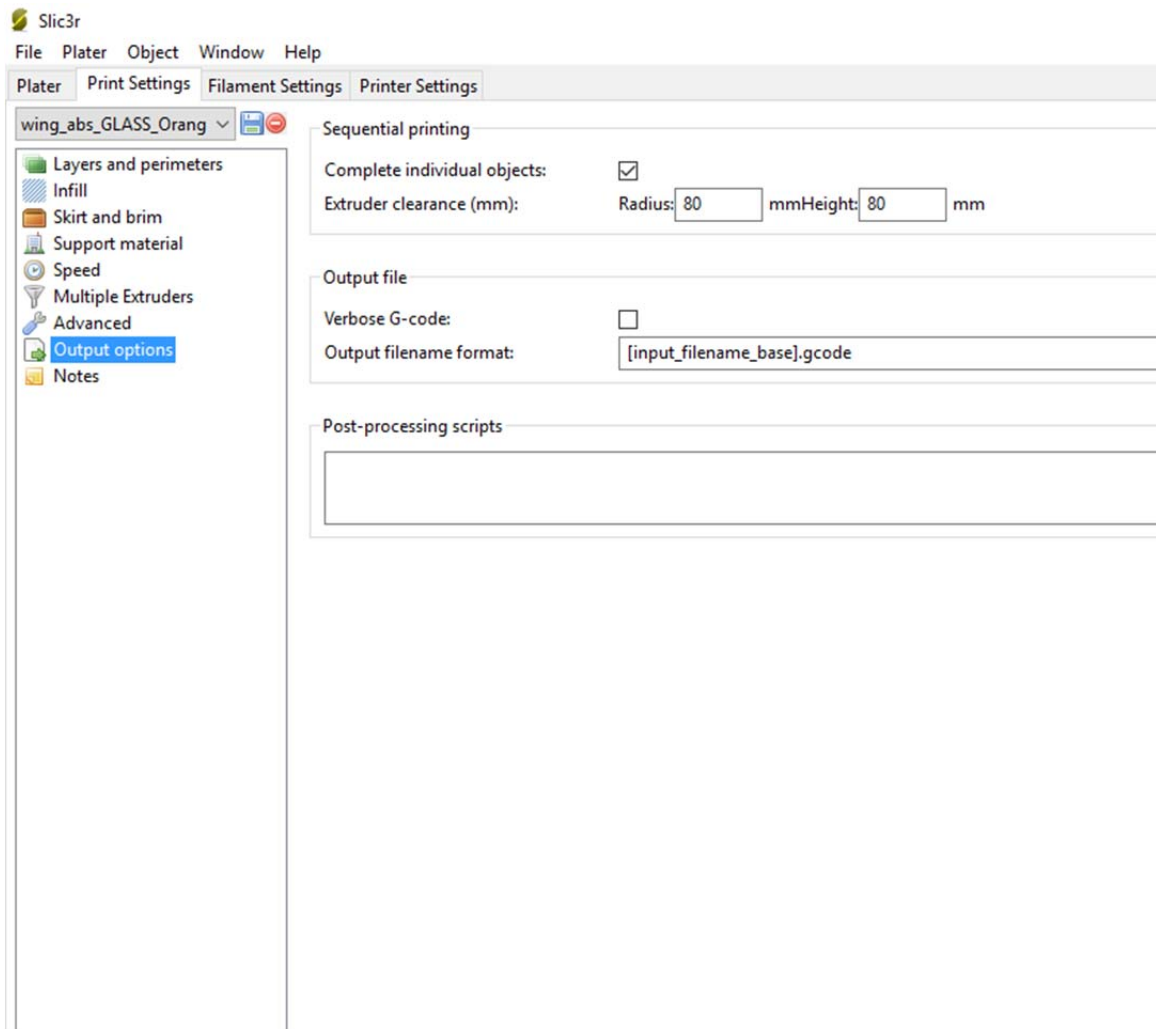 Slic3r
File Plater Object Window Help
Plater Print Settings Filament Settings Printer Settings
wing_abs_GLASS_Orang
Layers and perimeters
Infill
Skirt and brim
Support material
Speed
Multiple Extruders
Advanced
Output options
Notes
Sequential printing
Complete individual objects:
Extruder clearance (mm): Radius: 80 mmHeight: 80 mm
Output file
Verbose G-code:
Output filename format: [input_filename_base].gcode
Post-processing scripts